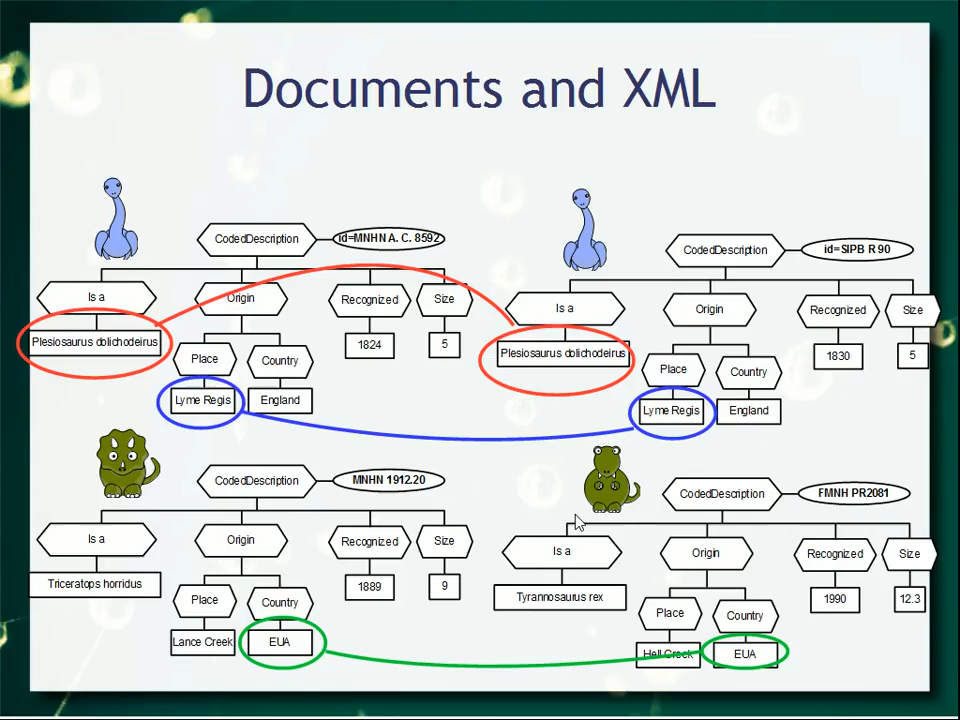 Documents and XML
CodedDescription
id=MNHN A. C. 8592
Is a
Origin
Recognized
Size
Plesiosaurus dolichodeirus
Place
Country
1824
5
Lyme Regis
England
CodedDescription
id=SIPB R 90
Is a
Origin
Recognized
Size
Plesiosaurus dolichodeirus
Place
Country
1830
5
Lyme Regis
England
CodedDescription
MNHN 1912.20
Is a
Origin
Recognized
Size
Triceratops horridus
Place
Country
1889
9
Lance Creek
EUA
CodedDescription
FMNH PR2081
Is a
Origin
Recognized
Size
Tyrannosaurus rex
Place
Country
1990
12.3
Hell Creek
EUA